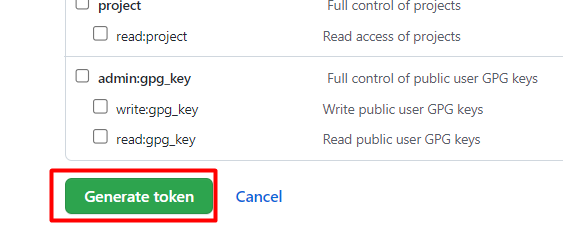 project Full control of projects
read:project Read access of projects
admin:gpg_key Full control of public user GPG keys
write:gpg_key Write public user GPG keys
read:gpg_key Read public user GPG keys
Generate token Cancel